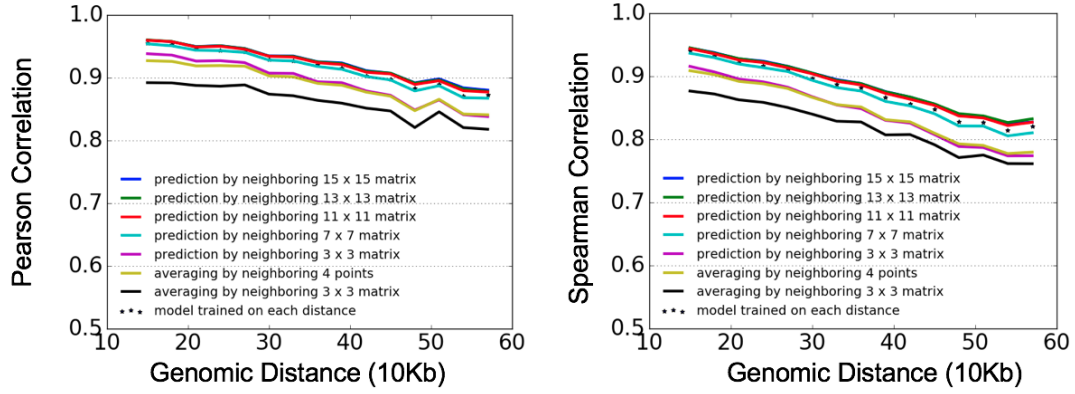 Pearson Correlation
1.0
0.9
0.8
0.7
0.6
0.5
prediction by neighboring 15 x 15 matrix
prediction by neighboring 13 x 13 matrix
prediction by neighboring 11 x 11 matrix
prediction by neighboring 7 x 7 matrix
prediction by neighboring 3 x 3 matrix
averaging by neighboring 4 points
averaging by neighboring 3 x 3 matrix
model trained on each distance
10 20 30 40 50 60
Genomic Distance (10Kb)
Spearman Correlation
1.0
0.9
0.8
0.7
0.6
0.5
prediction by neighboring 15 x 15 matrix
prediction by neighboring 13 x 13 matrix
prediction by neighboring 11 x 11 matrix
prediction by neighboring 7 x 7 matrix
prediction by neighboring 3 x 3 matrix
averaging by neighboring 4 points
averaging by neighboring 3 x 3 matrix
model trained on each distance
10 20 30 40 50 60
Genomic Distance (10Kb)